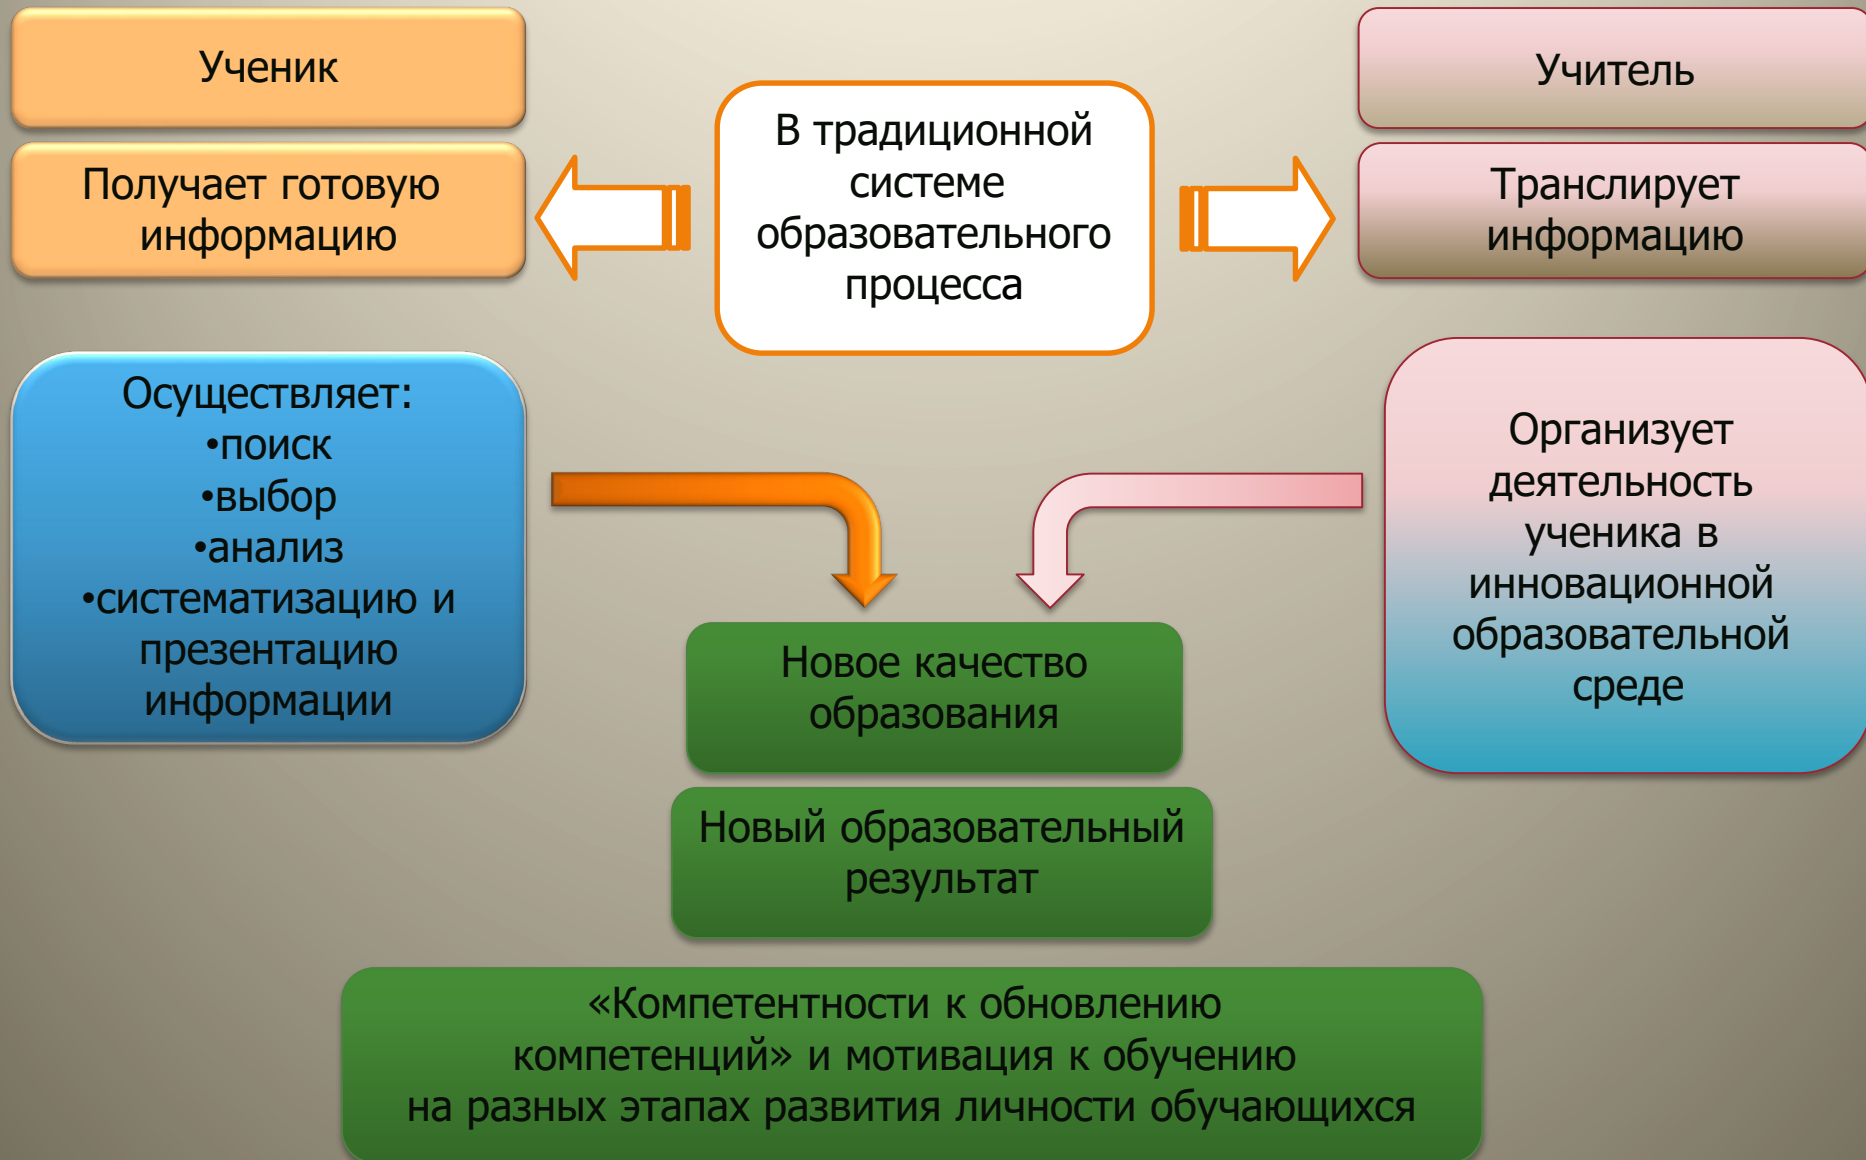 Ученик
Получает готовую
информацию
В традиционной
системе
образовательного
процесса
Учитель
Транслирует
информацию
Осуществляет:
•поиск
•выбор
•анализ
•систематизацию и
презентацию
информации
Организует
деятельность
ученика в
инновационной
образовательной
среде
Новое качество
образования
Новый образовательный
результат
«Компетентности к обновлению
компетенций» и мотивация к обучению
на разных этапах развития личности обучающихся